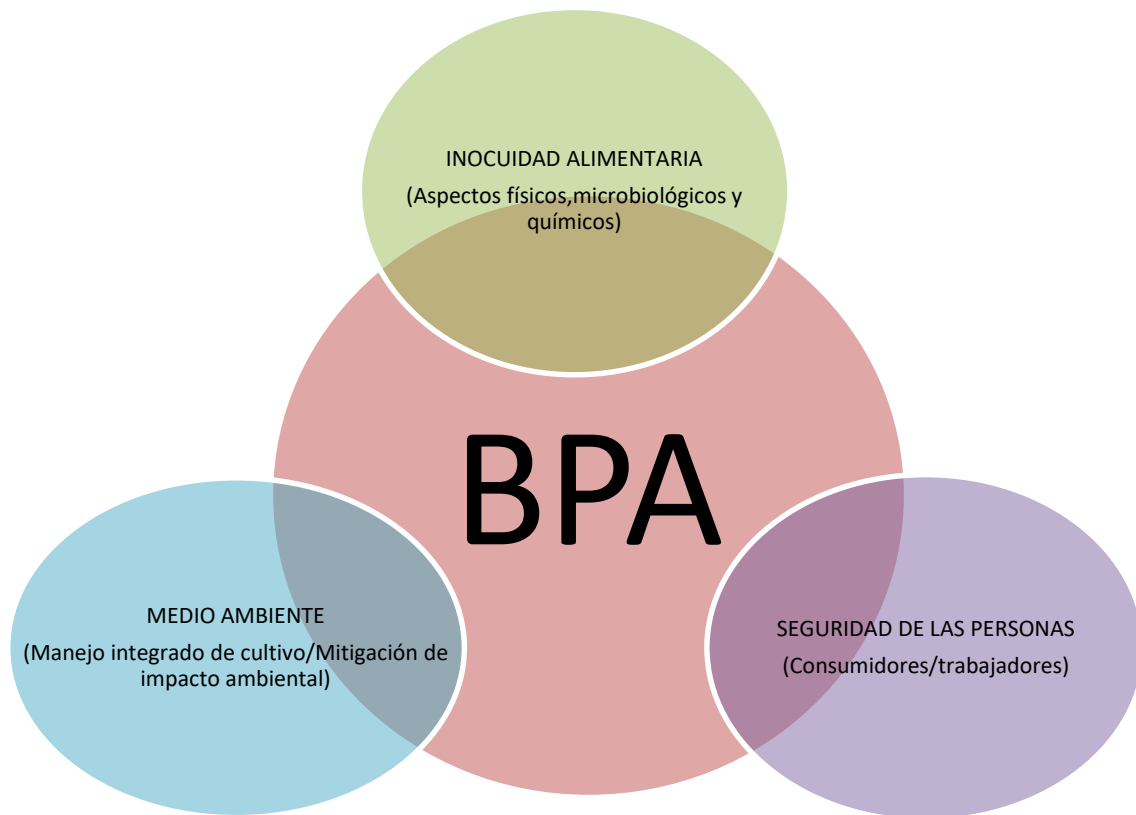 INOCUIDAD ALIMENTARIA
(Aspectos físicos,microbiológicos y
químicos)
BPA
MEDIO AMBIENTE
(Manejo integrado de cultivo/Mitigación de
impacto ambiental)
SEGURIDAD DE LAS PERSONAS
(Consumidores/trabajadores)